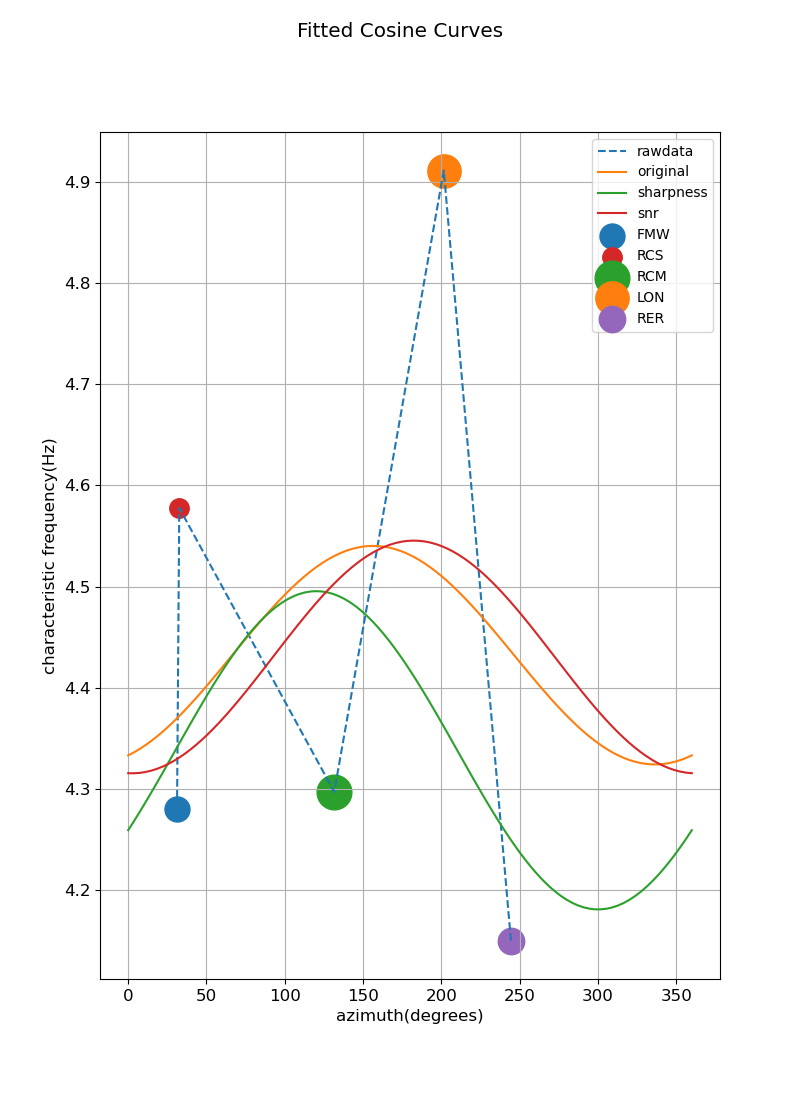 Fitted Cosine Curves
rawdata
original
sharpness
snr
FMW
RCS
RCM
LON
RER
characteristic frequency(Hz)
4.9
4.8
4.7
4.6
4.5
4.4
4.3
4.2
0 50 100 150 200 250 300 350
azimuth(degrees)